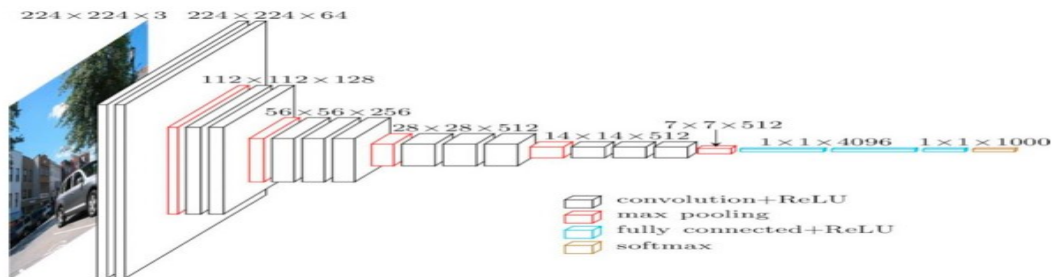 224 × 224 × 3
224 × 224 × 64
112 × 112 × 128
56 × 56 × 256
28 × 28 × 512
14 × 14 × 512
7 × 7 × 512
1 × 1 × 4096
1 × 1 × 1000
convolution+ReLU
max pooling
fully connected+ReLU
softmax